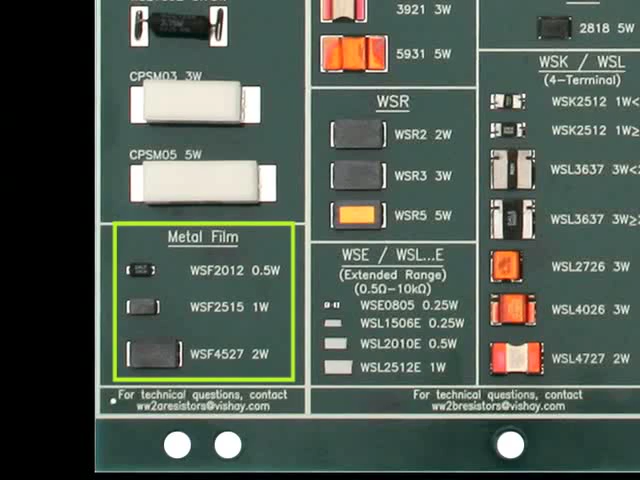 CPSM03 3W
CPSM05 5W
Metal Film
WSF2012 0.5W
WSF2515 1W
WSF4527 2W
For technical questions, contact
ww2aresistors@vishay.com
3921 3W
5931 5W
WSR
WSR2 2W
WSR3 3W
WSR5 5W
WSE / WSL...E
(Extended Range)
(0.5Ω-10kΩ)
WSE0805 0.25W
WSL1506E 0.25W
WSL2010E 0.5W
WSL2512E 1W
2818 5W
WSK / WSL
(4-Terminal)
WSK2512 1W<
WSK2512 1W≥
WSL3637 3W<
WSL3637 3W≥
WSL2726 3W
WSL4026 3W
WSL4727 2W
For technical questions, contact
ww2bresistors@vishay.com